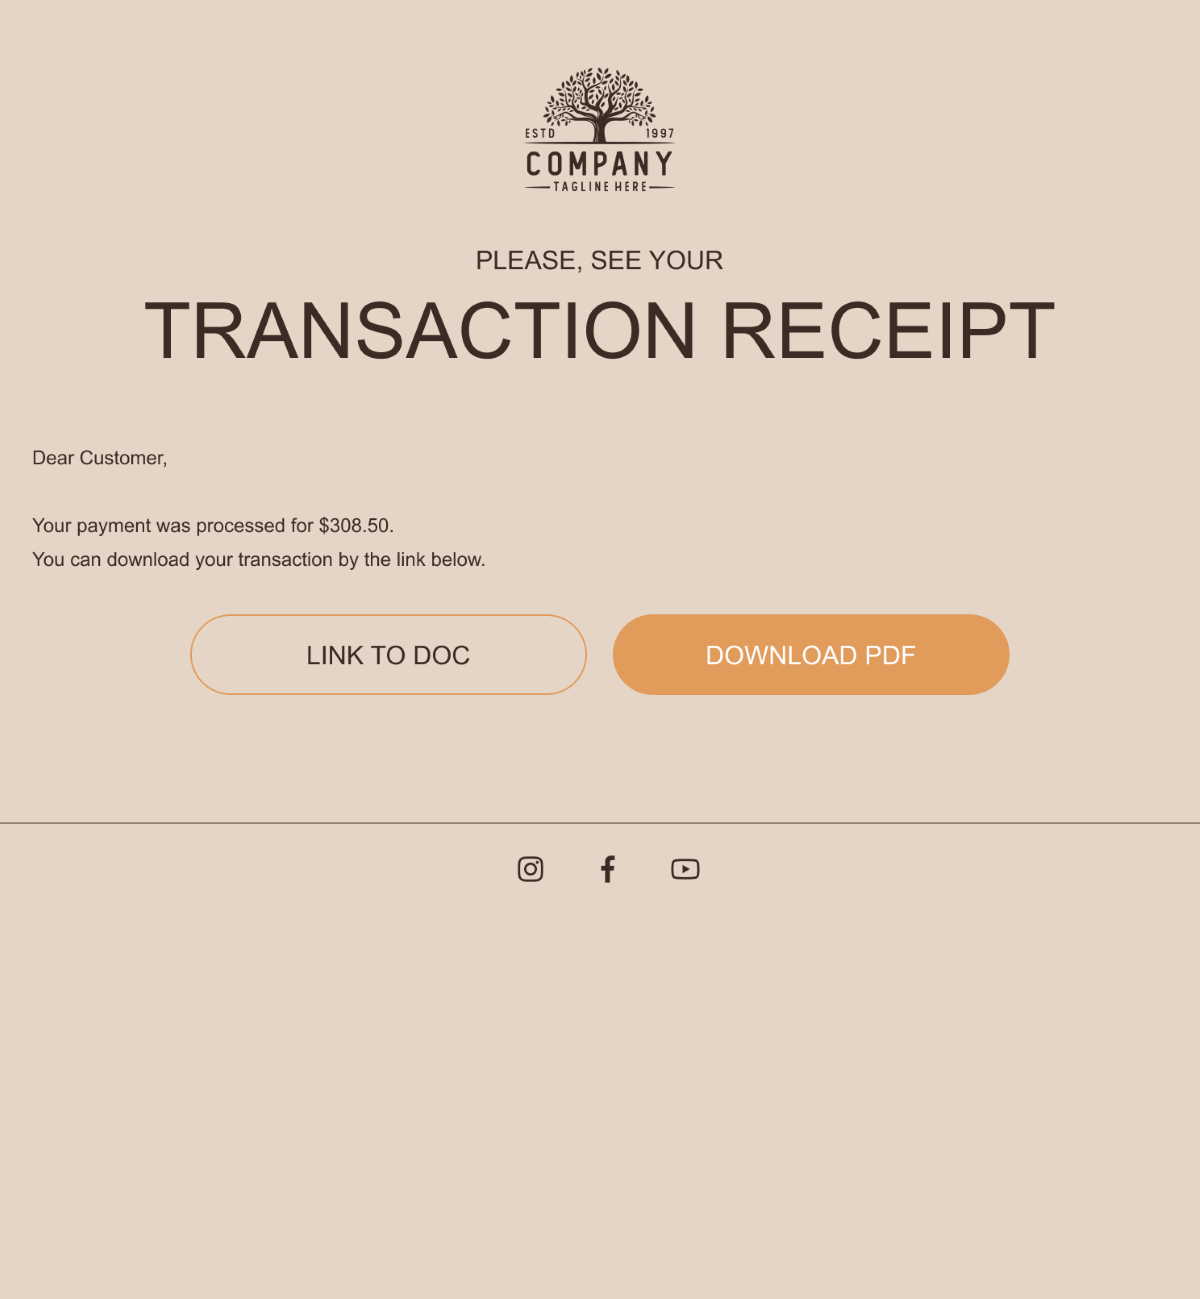 ESTD 1997
COMPANY
TAGLINE HERE
PLEASE, SEE YOUR
TRANSACTION RECEIPT
Dear Customer,
Your payment was processed for $308.50.
You can download your transaction by the link below.
LINK TO DOC
DOWNLOAD PDF